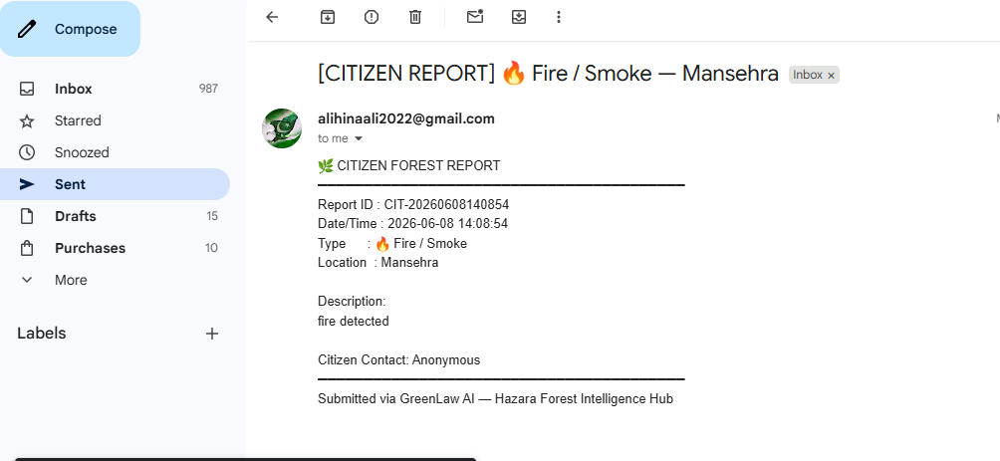 Compose
Inbox 987
Starred
Snoozed
Sent
Drafts 15
Purchases 10
More
Labels
[CITIZEN REPORT] 🔥 Fire / Smoke — Mansehra Inbox ×
alihinaali2022@gmail.com
to me
🌿 CITIZEN FOREST REPORT
Report ID : CIT-20260608140854
Date/Time : 2026-06-08 14:08:54
Type : 🔥 Fire / Smoke
Location : Mansehra
Description:
fire detected
Citizen Contact: Anonymous
Submitted via GreenLaw AI — Hazara Forest Intelligence Hub